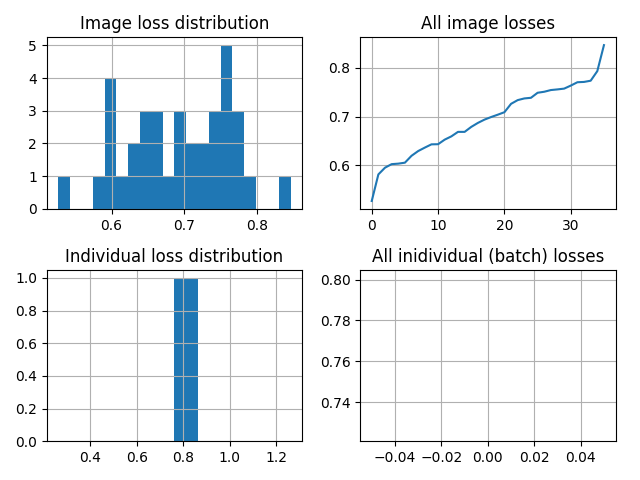 Image loss distribution
5
4
3
2
1
0
0.6 0.7 0.8
All image losses
0.8
0.7
0.6
0 10 20 30
Individual loss distribution
1.0
0.8
0.6
0.4
0.2
0.0
0.4 0.6 0.8 1.0 1.2
All inidividual (batch) losses
0.80
0.78
0.76
0.74
−0.04 −0.02 0.00 0.02 0.04